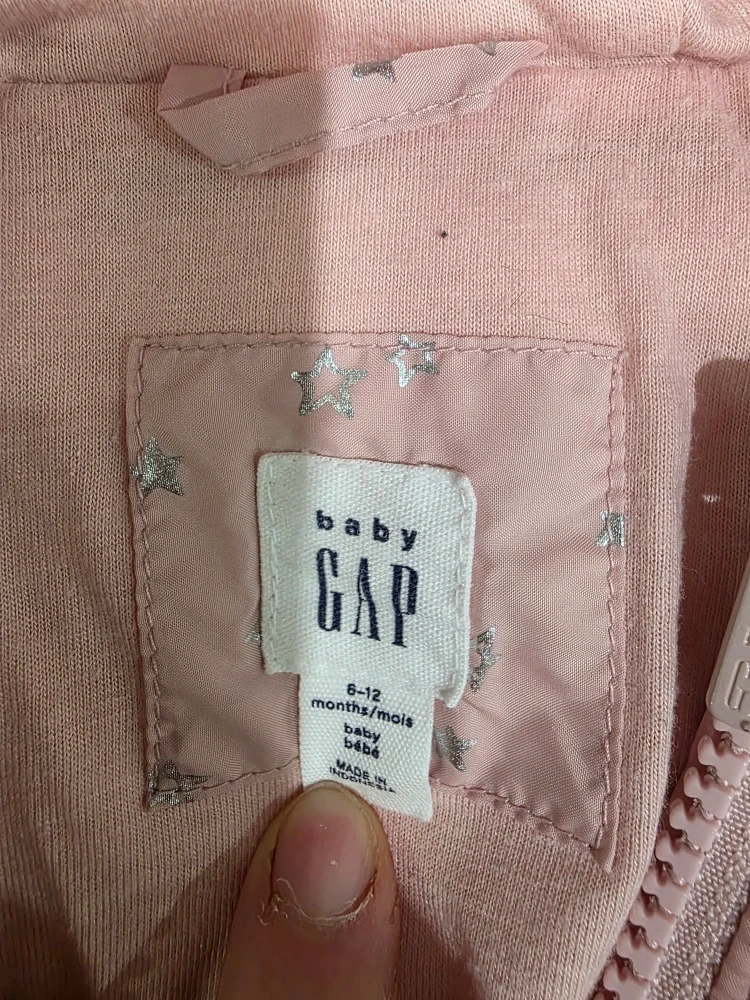 baby
GAP
6-12
months/mois
baby
bébé
MADE IN
INDONESIA